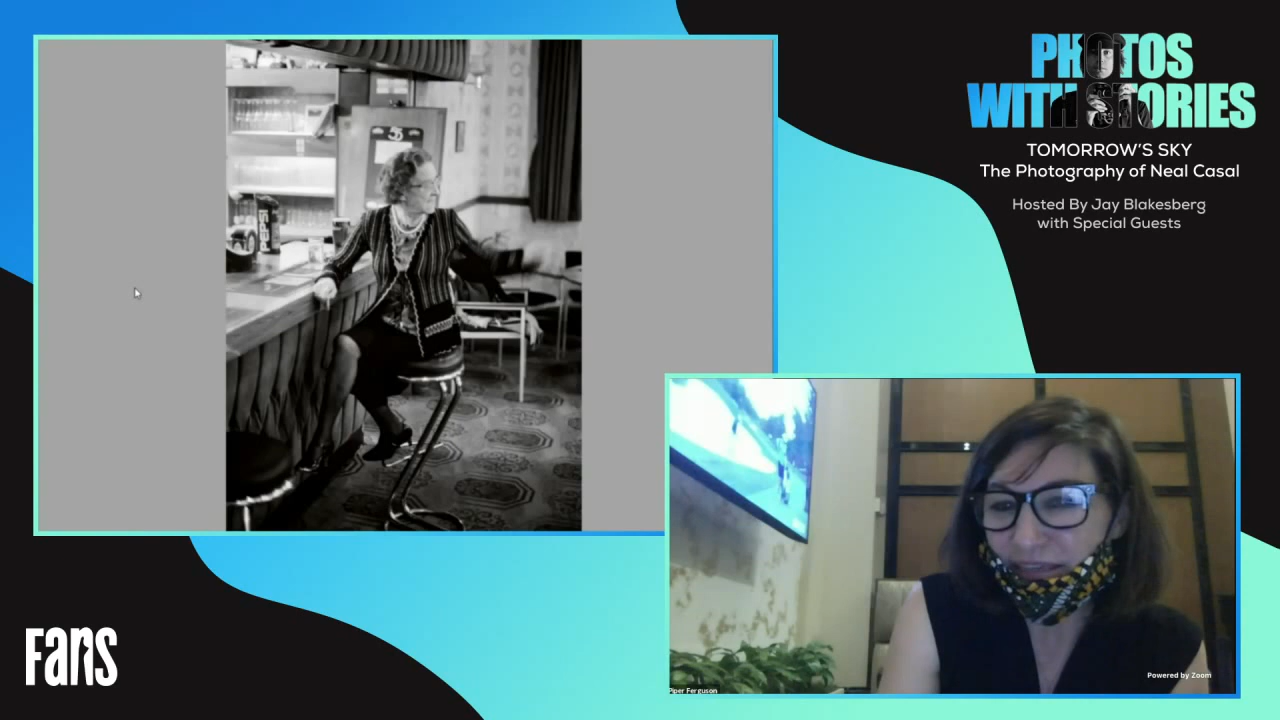 PHOTOS
WITH STORIES
TOMORROW'S SKY
The Photography of Neal Casal
Hosted By Jay Blakesberg
with Special Guests
PEPSI
Fans
Powered by Zoom
Piper Ferguson